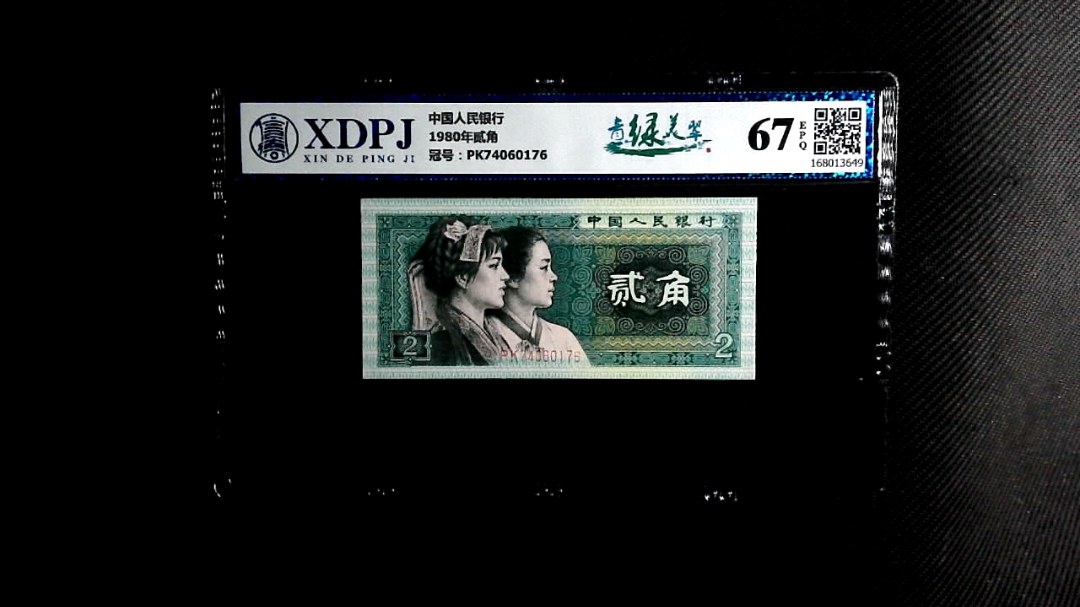 XDPJ
XIN DE PING JI
中国人民银行
1980年贰角
冠号：PK74060176
青绿美翠
67
EPQ
168013649
中国人民银行
贰角
2
2
PK74060176